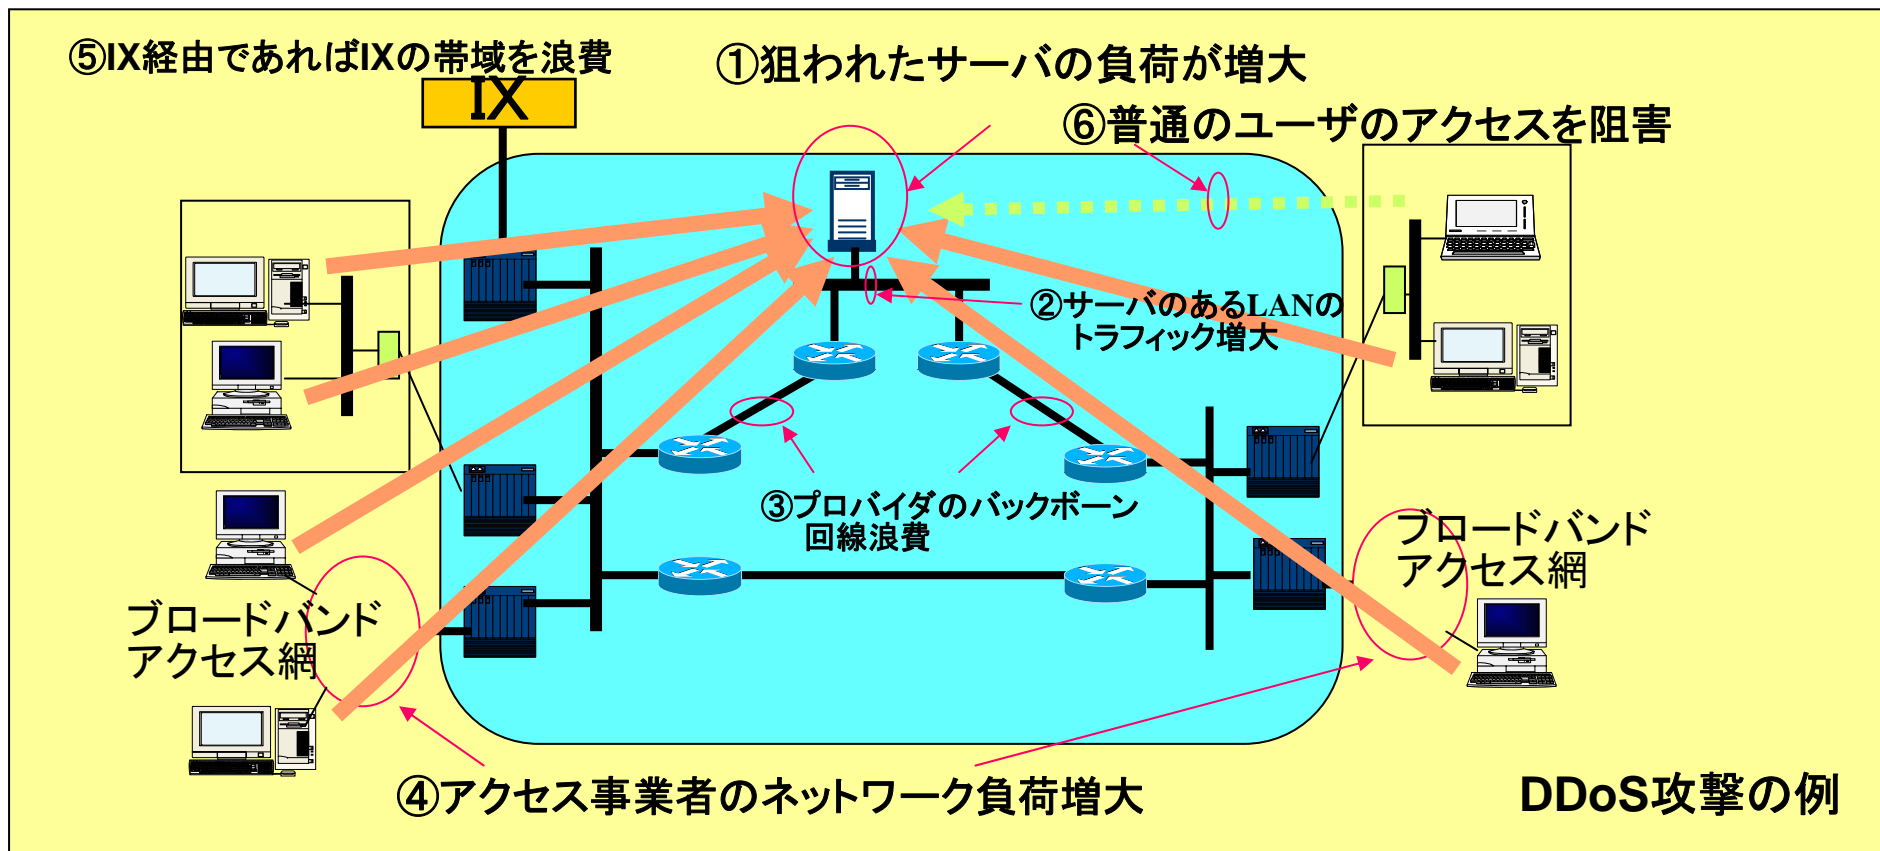 ⑤IX経由であればIXの帯域を浪費
①狙われたサーバの負荷が増大
IX
⑥普通のユーザのアクセスを阻害
②サーバのあるLANの
トラフィック増大
③プロバイダのバックボーン
回線浪費
ブロードバンド
アクセス網
ブロードバンド
アクセス網
④アクセス事業者のネットワーク負荷増大
DDoS攻撃の例